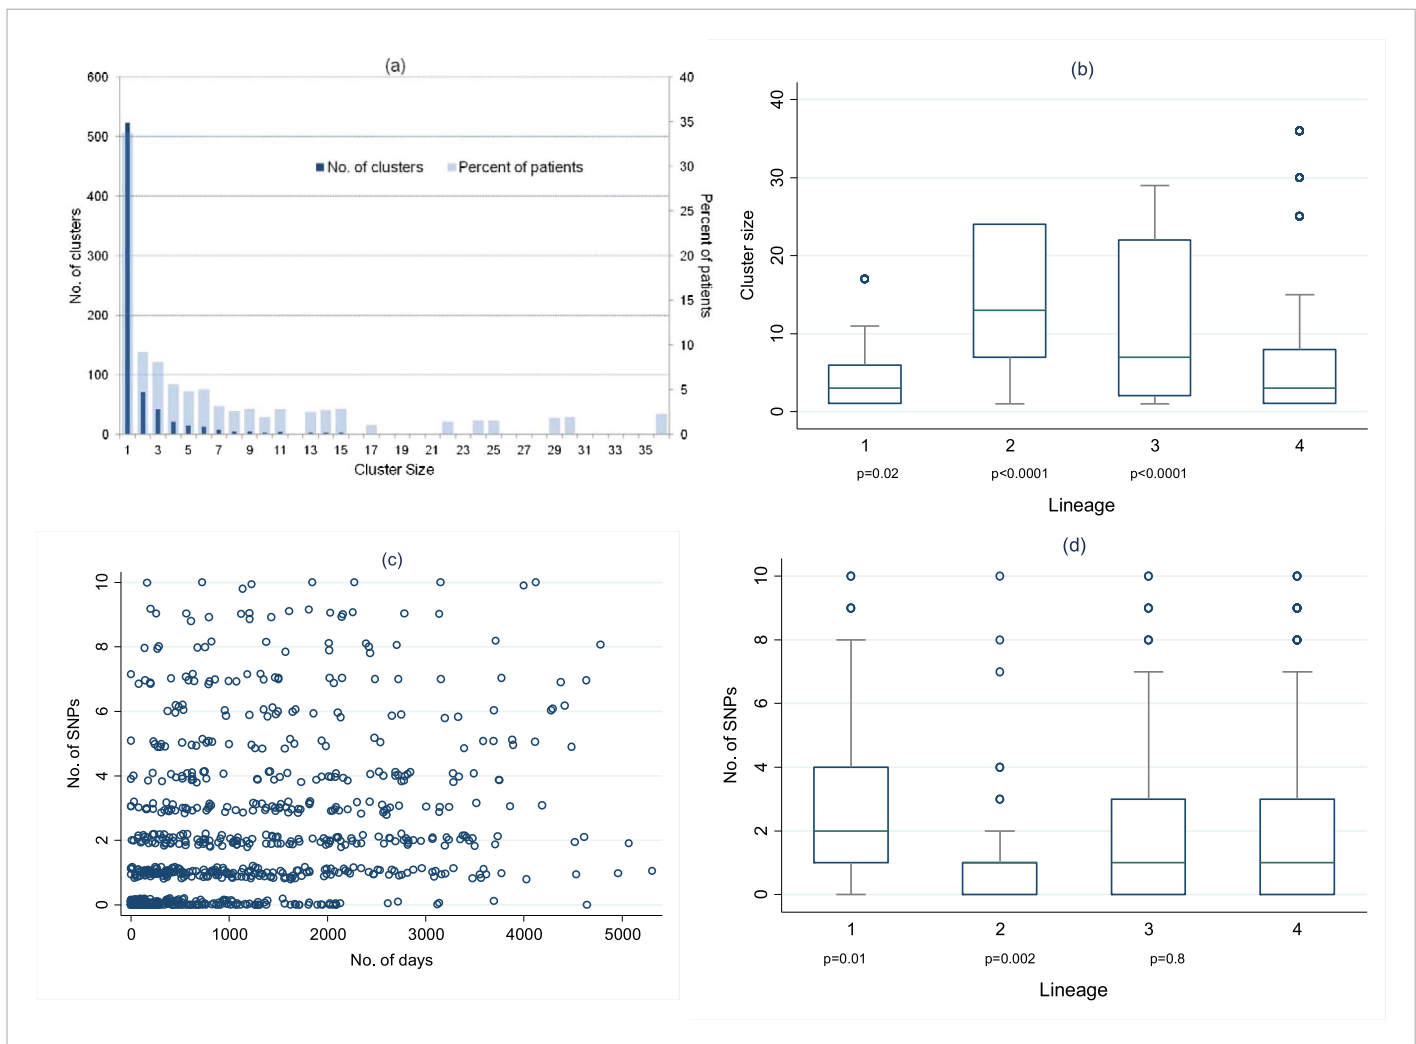 (a)
600
500
400
300
200
100
0
40
35
30
25
20
15
10
5
0
No. of clusters
Percent of patients
No. of clusters
Percent of patients
1 3 5 7 9 11 13 15 17 19 21 23 25 27 29 31 33 35
Cluster Size
(b)
40
30
20
10
0
Cluster size
1 2 3 4
p=0.02 p<0.0001 p<0.0001
Lineage
(c)
10
8
6
4
2
0
No. of SNPs
0 1000 2000 3000 4000 5000
No. of days
(d)
10
8
6
4
2
0
No. of SNPs
1 2 3 4
p=0.01 p=0.002 p=0.8
Lineage